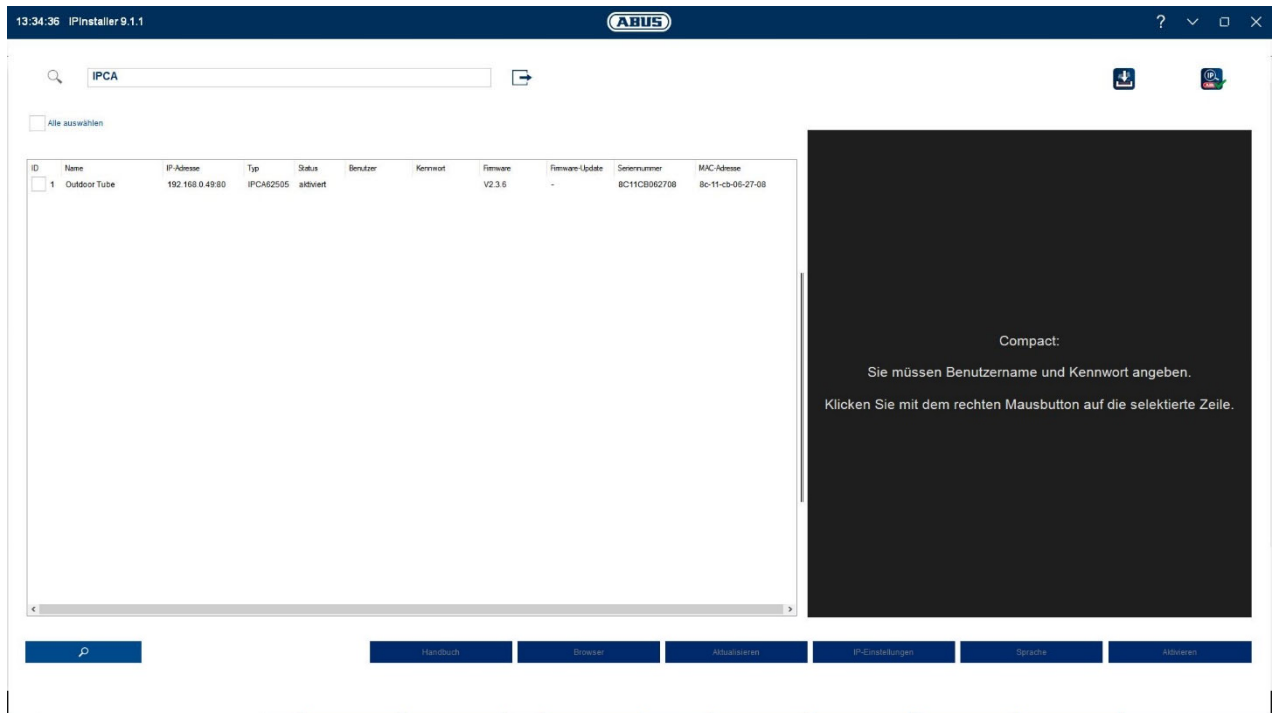 13:34:36 IPInstaller 9.1.1 ABUS ?
IPCA
Alle auswählen
ID Name IP-Adresse Typ Status Benutzer Kennwort Firmware Firmware-Update Seriennummer MAC-Adresse
1 Outdoor Tube 192.168.0.49:80 IPCA62505 aktiviert V2.3.6 - 8C11CB062708 8c-11-cb-06-27-08
Compact:
Sie müssen Benutzername und Kennwort angeben.
Klicken Sie mit dem rechten Mausbutton auf die selektierte Zeile.
Handbuch Browser Aktualisieren IP-Einstellungen Sprache Aktivieren